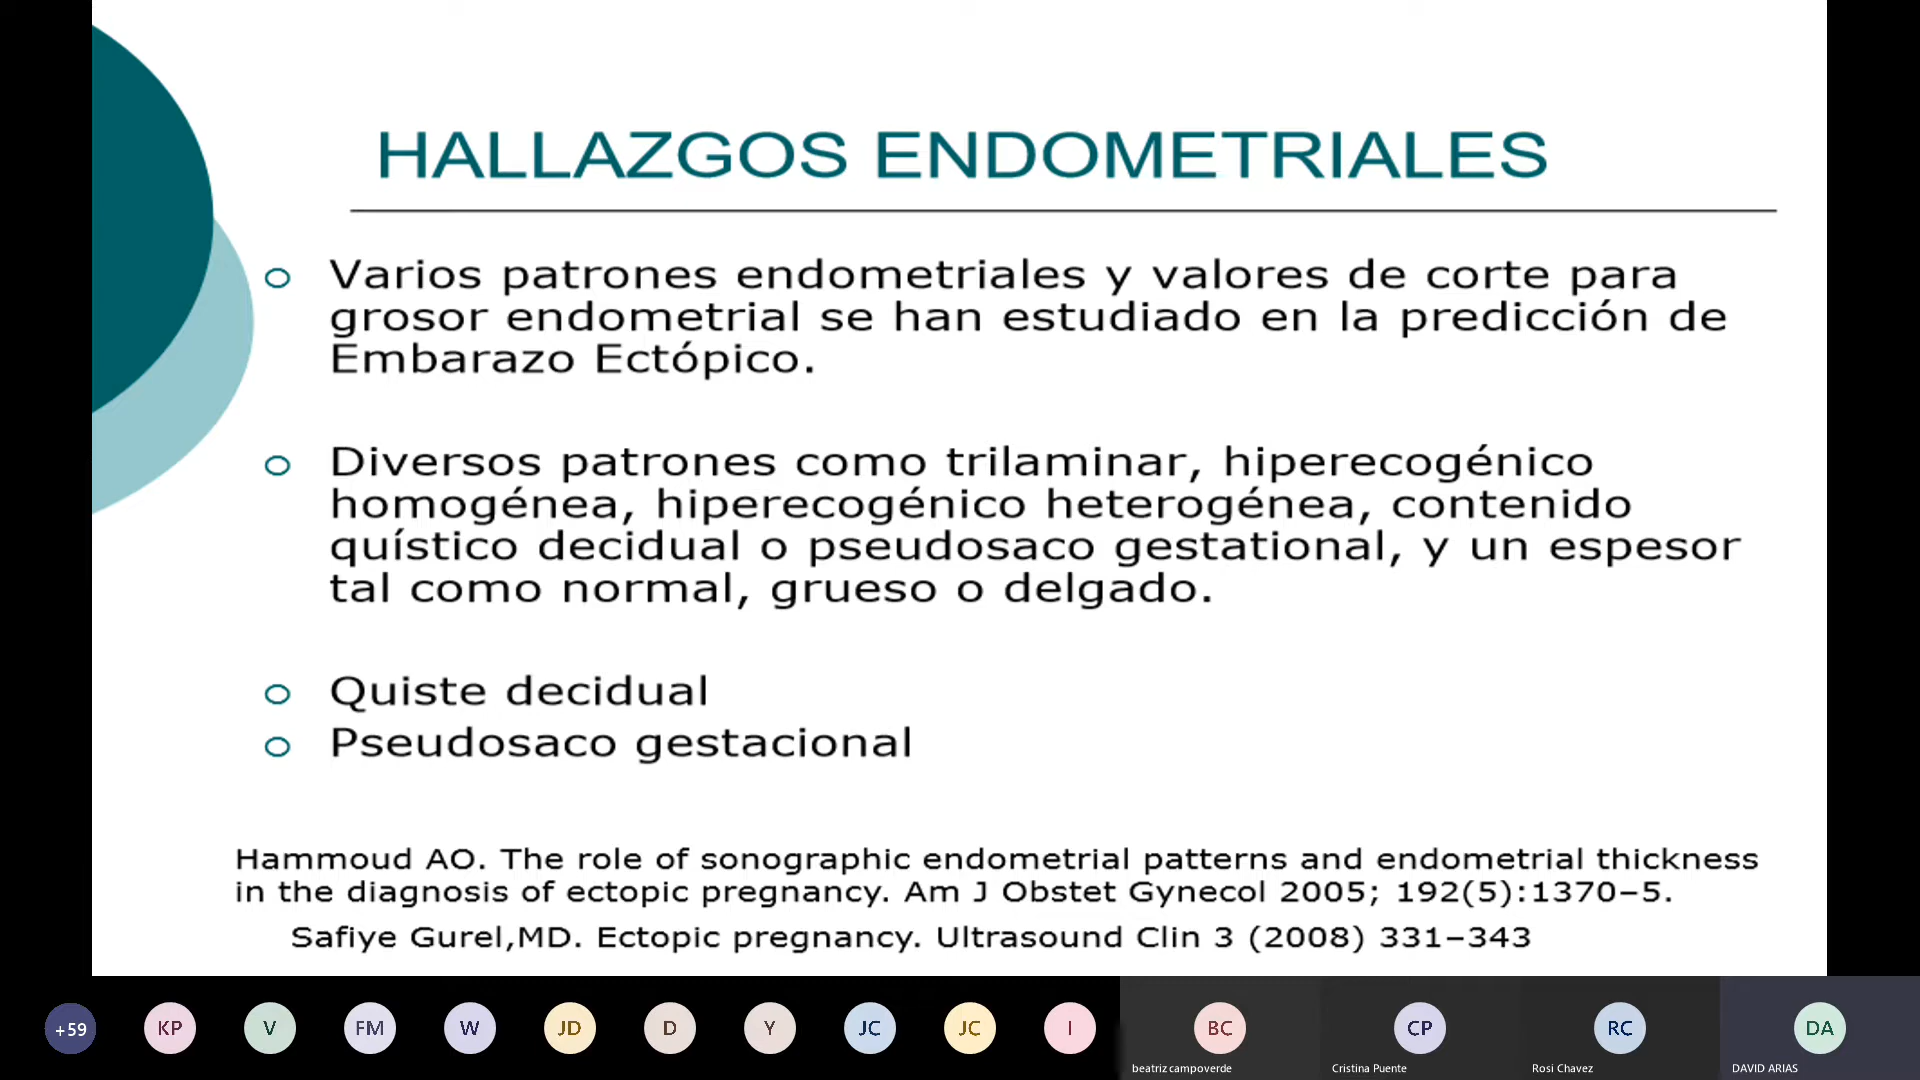 HALLAZGOS ENDOMETRIALES
Varios patrones endometriales y valores de corte para
grosor endometrial se han estudiado en la predicción de
Embarazo Ectópico.
Diversos patrones como trilaminar, hiperecogénico
homogénea, hiperecogénico heterogénea, contenido
quístico decidual o pseudosaco gestational, y un espesor
tal como normal, grueso o delgado.
Quiste decidual
Pseudosaco gestacional
Hammoud AO. The role of sonographic endometrial patterns and endometrial thickness
in the diagnosis of ectopic pregnancy. Am J Obstet Gynecol 2005; 192(5):1370–5.
Safiye Gurel,MD. Ectopic pregnancy. Ultrasound Clin 3 (2008) 331–343
+59 KP V FM W JD D Y JC JC I BC CP RC DA
beatriz campoverde Cristina Puente Rosi Chavez DAVID ARIAS